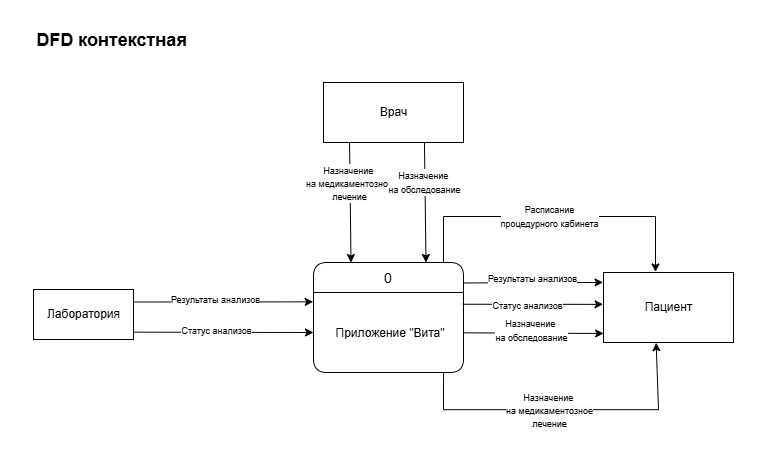 DFD контекстная
Врач
Назначение
на медикаментозно
лечение
Назначение
на обследование
Расписание
процедурного кабинета
0
Приложение "Вита"
Лаборатория
Результаты анализов
Статус анализов
Результаты анализов
Статус анализов
Назначение
на обследование
Пациент
Назначение
на медикаментозное
лечение